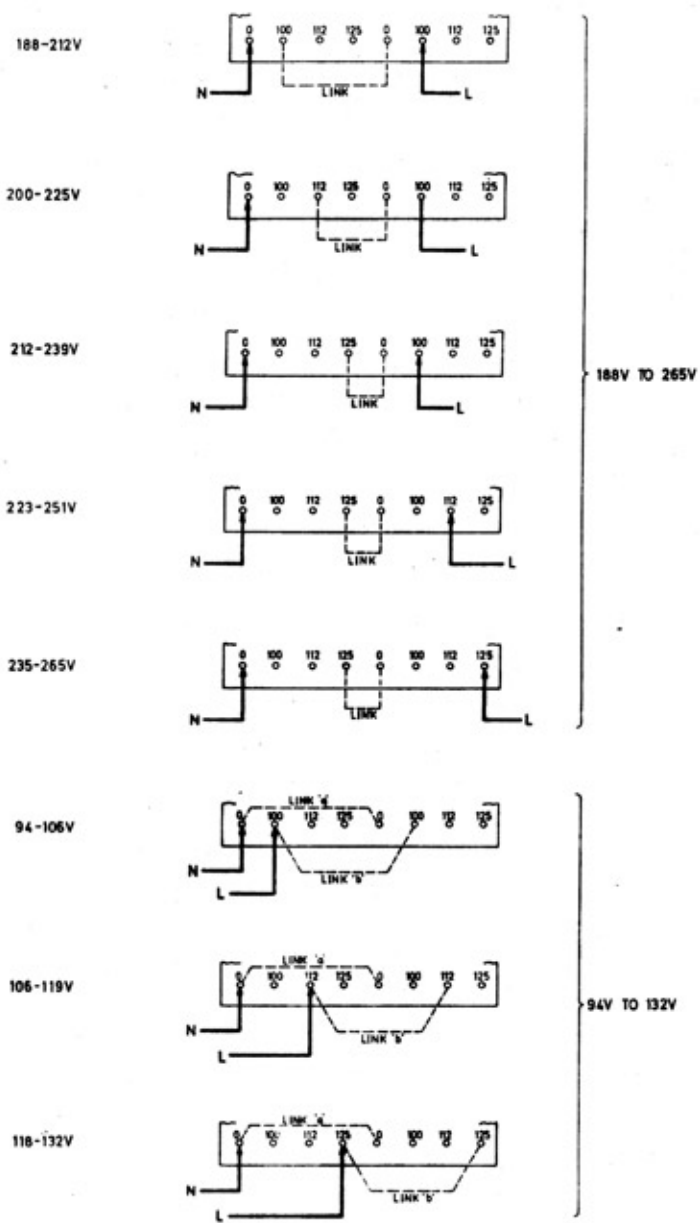 188-212V
0 100 112 125 0 100 112 125
N LINK L
200-225V
0 100 112 125 0 100 112 125
N LINK L
212-239V
0 100 112 125 0 100 112 125
N LINK L
188V TO 265V
223-251V
0 100 112 125 0 100 112 125
N LINK L
235-265V
0 100 112 125 0 100 112 125
N LINK L
LINK 'a'
94-106V
0 100 112 125 0 100 112 125
N LINK 'b'
L
LINK 'a'
106-119V
0 100 112 125 0 100 112 125
94V TO 132V
N LINK 'b'
L
LINK 'a'
118-132V
0 100 112 125 0 100 112 125
N LINK 'b'
L